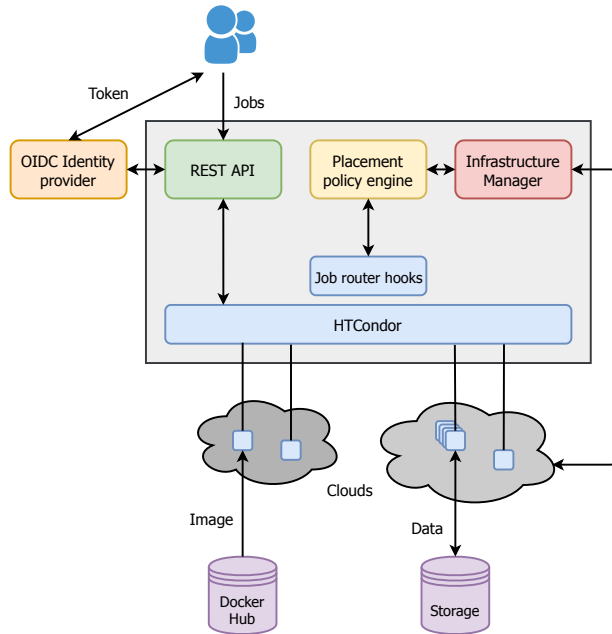 Token
Jobs
OIDC Identity
provider
REST API
Placement
policy engine
Infrastructure
Manager
Job router hooks
HTCondor
Clouds
Image
Data
Docker
Hub
Storage